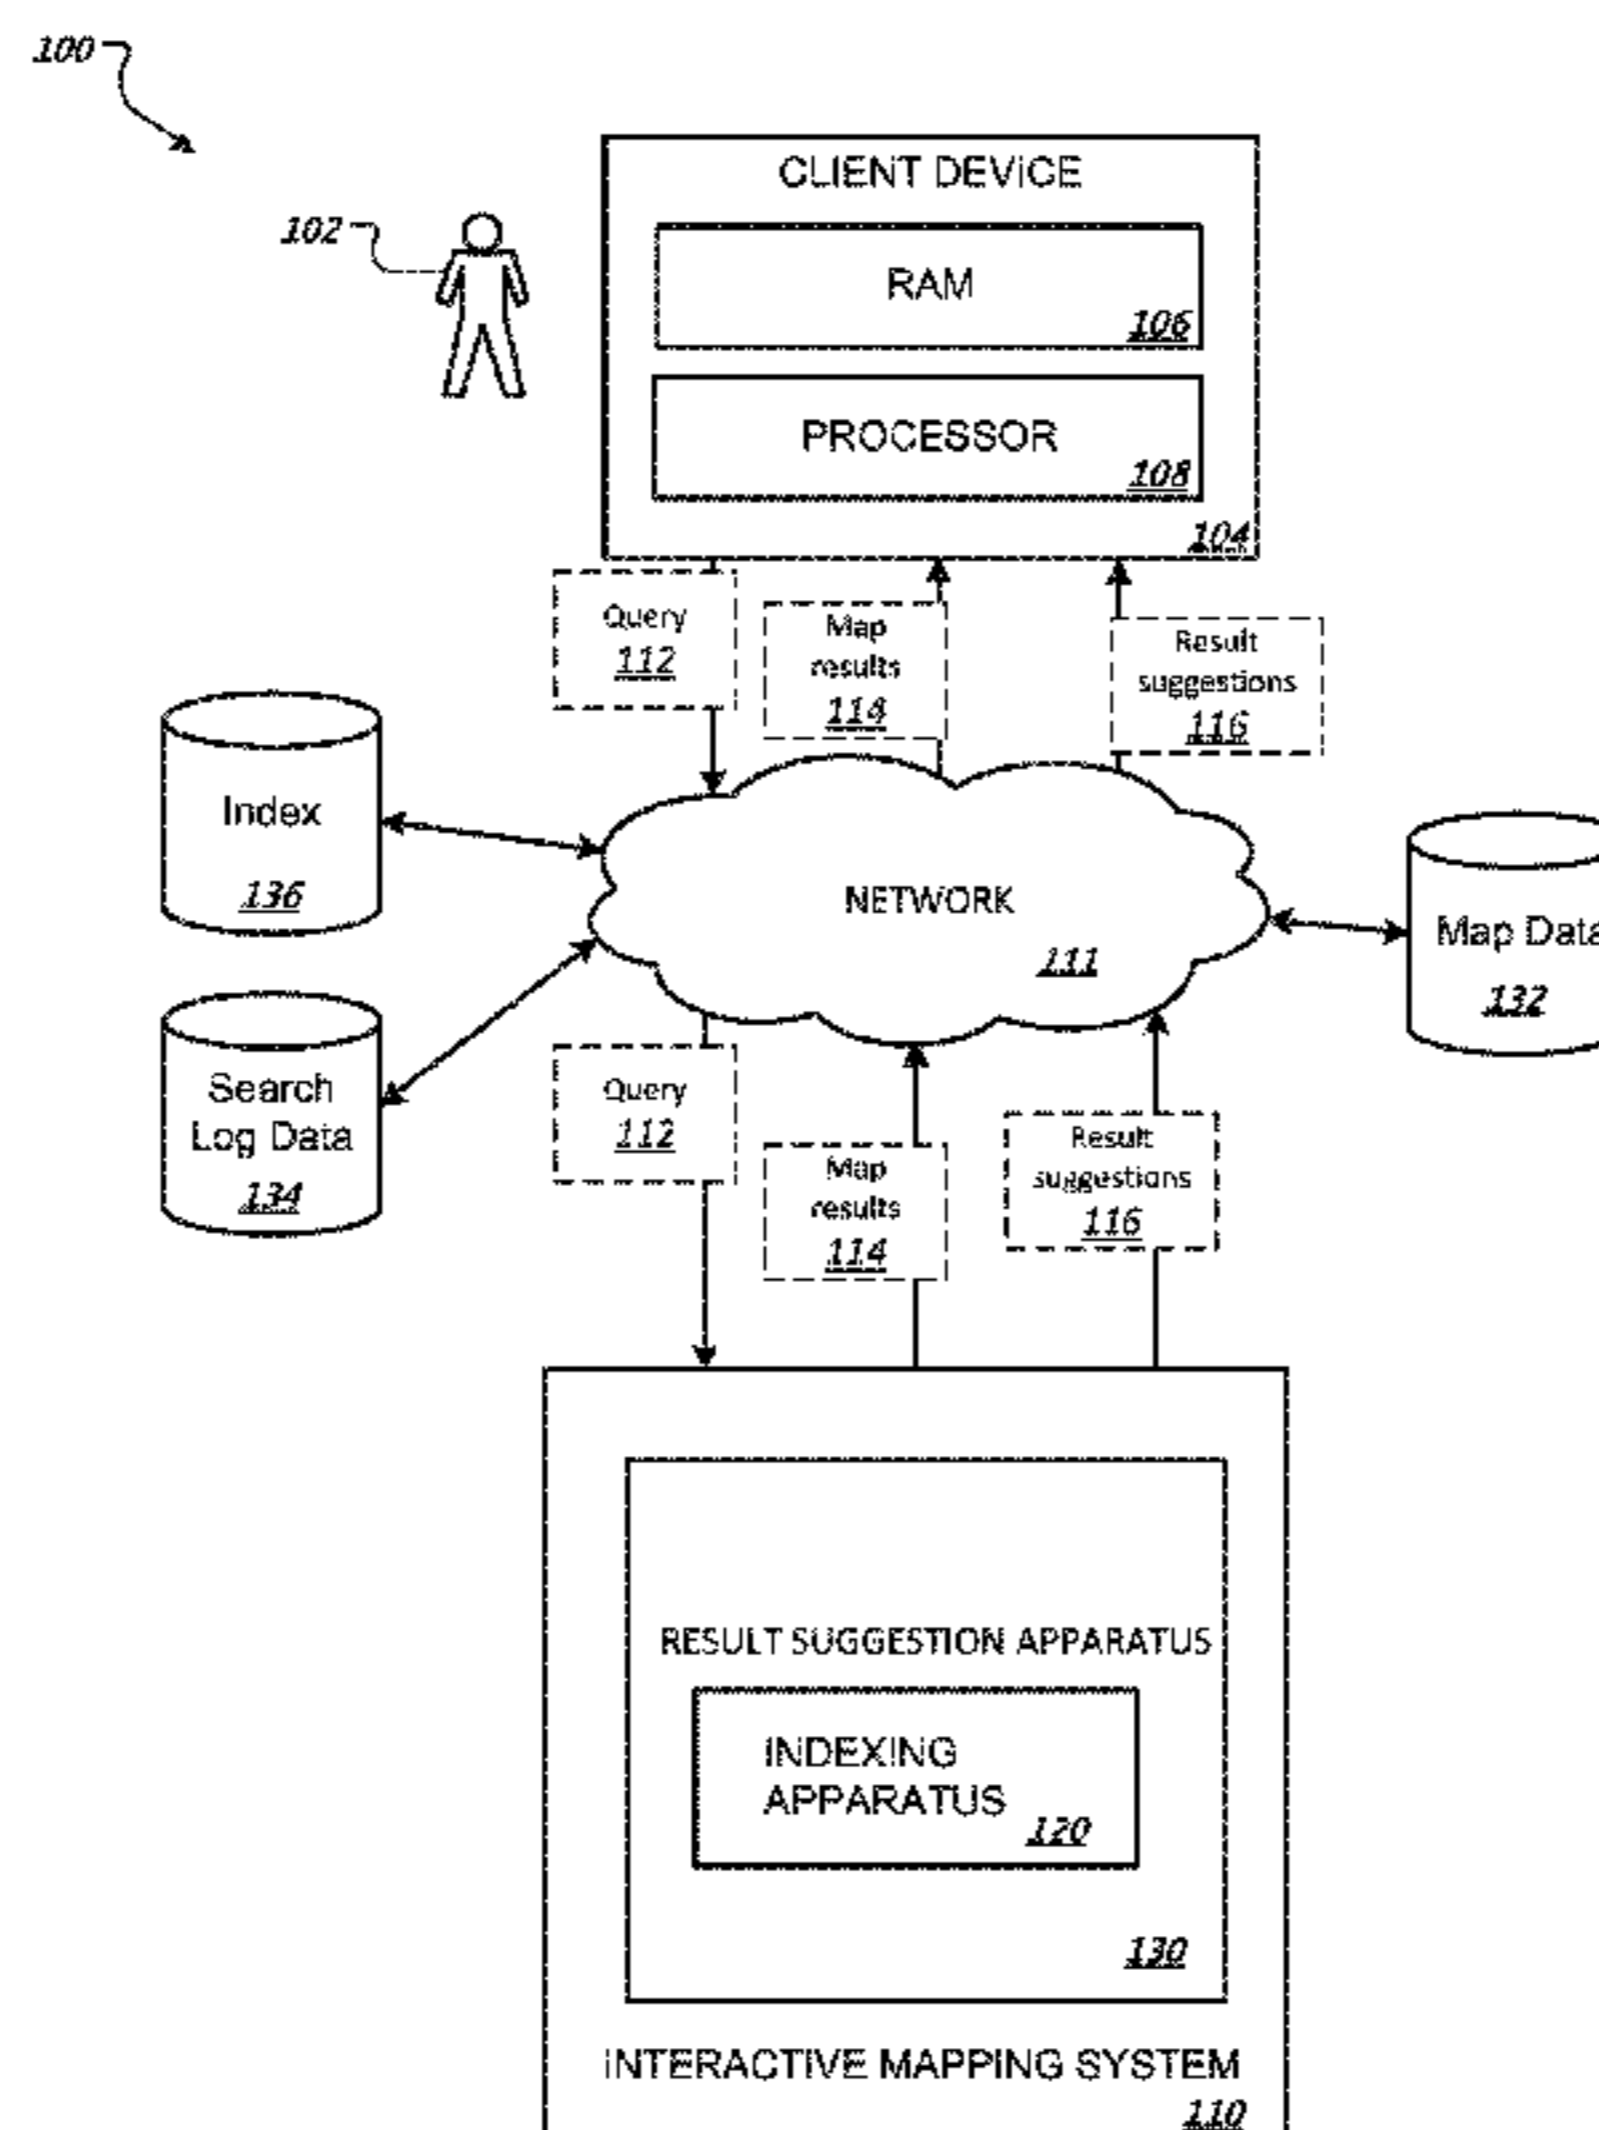 100
102
CLIENT DEVICE
RAM
106
PROCESSOR
108
104
Query
112
Map
results
114
Result
suggestions
116
Index
136
NETWORK
111
Map Data
132
Search
Log Data
134
Query
112
Map
results
114
Result
suggestions
116
RESULT SUGGESTION APPARATUS
INDEXING
APPARATUS
120
130
INTERACTIVE MAPPING SYSTEM
110